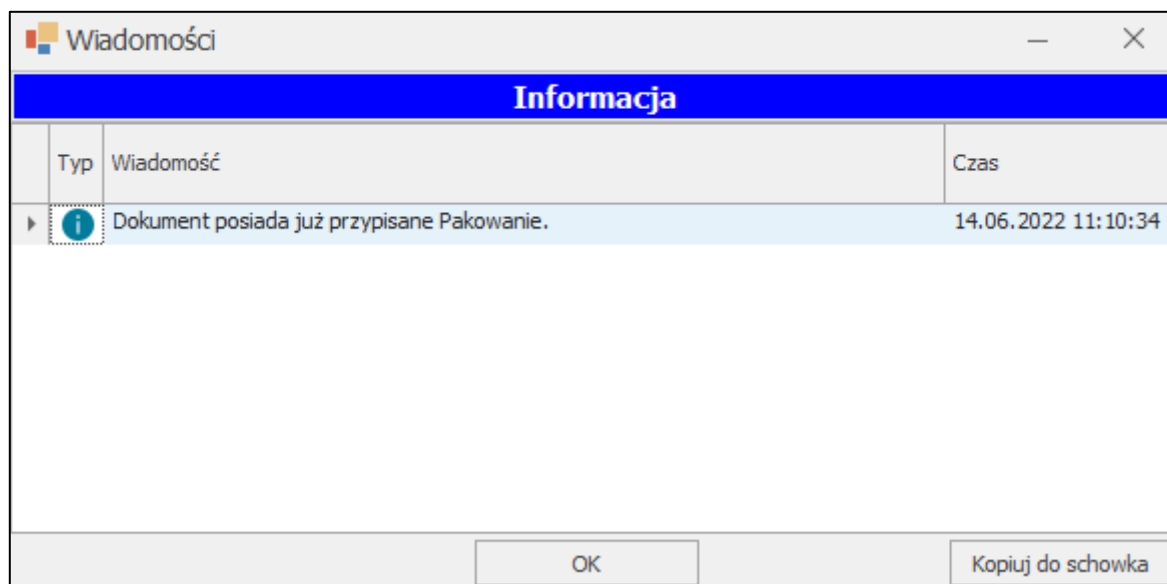 Wiadomości
Informacja
Typ Wiadomość Czas
Dokument posiada już przypisane Pakowanie. 14.06.2022 11:10:34
OK Kopiuj do schowka